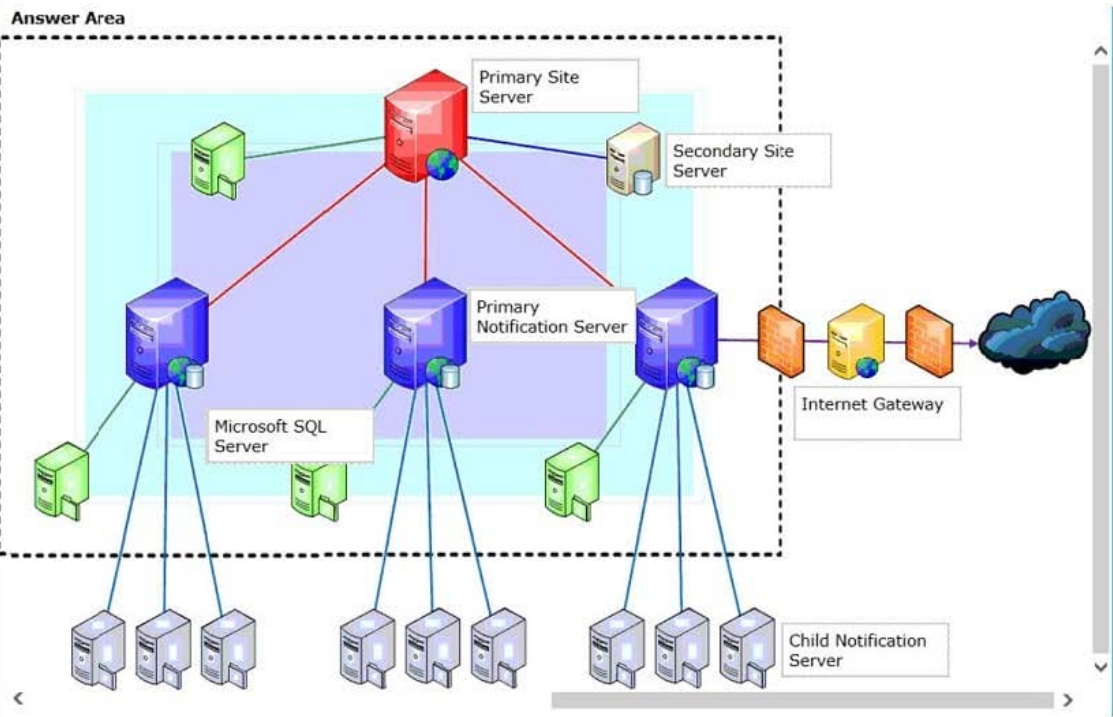 Answer Area
Primary Site
Server
Secondary Site
Server
Primary
Notification Server
Internet Gateway
Microsoft SQL
Server
Child Notification
Server